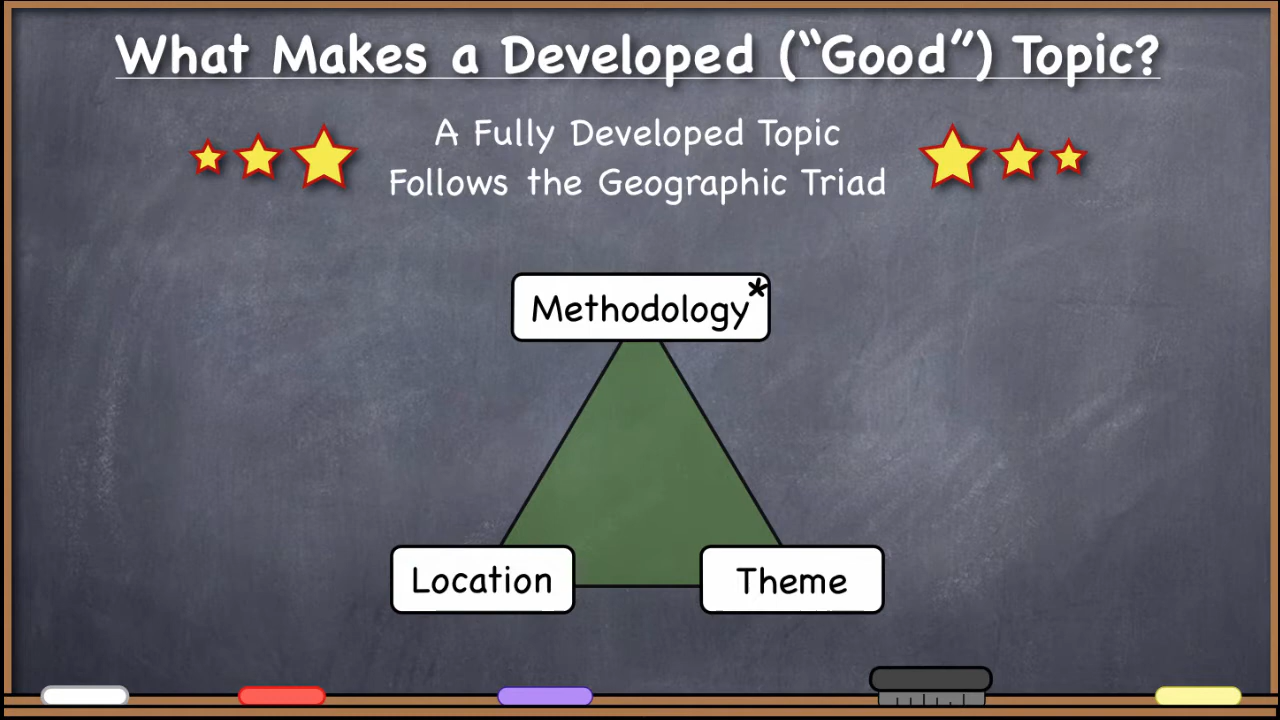 What Makes a Developed (“Good”) Topic?
A Fully Developed Topic
Follows the Geographic Triad
Methodology*
Location
Theme